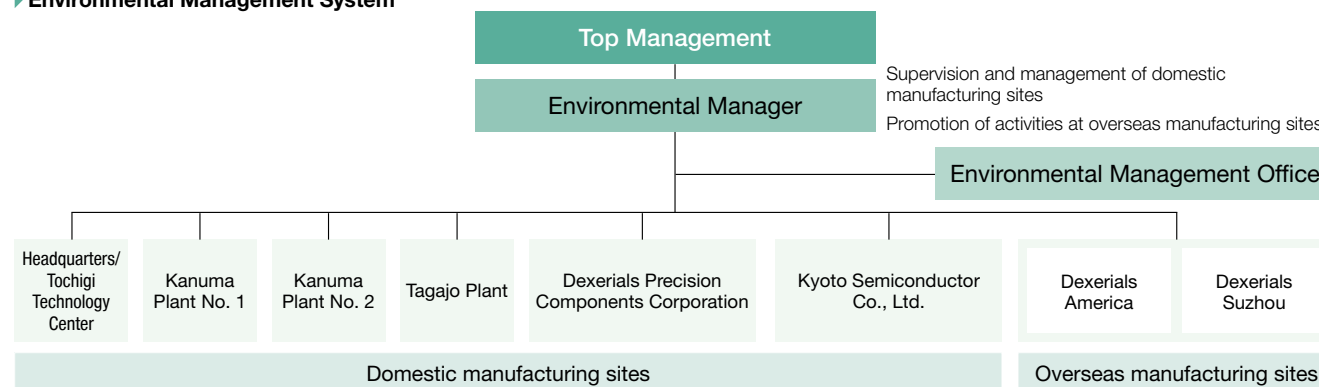 Environmental Management System
Top Management
Environmental Manager
Supervision and management of domestic
manufacturing sites
Promotion of activities at overseas manufacturing sites
Environmental Management Office
Headquarters/
Tochigi
Technology
Center
Kanuma
Plant No. 1
Kanuma
Plant No. 2
Tagajo Plant
Dexerials Precision
Components Corporation
Kyoto Semiconductor
Co., Ltd.
Dexerials
America
Dexerials
Suzhou
Domestic manufacturing sites
Overseas manufacturing sites